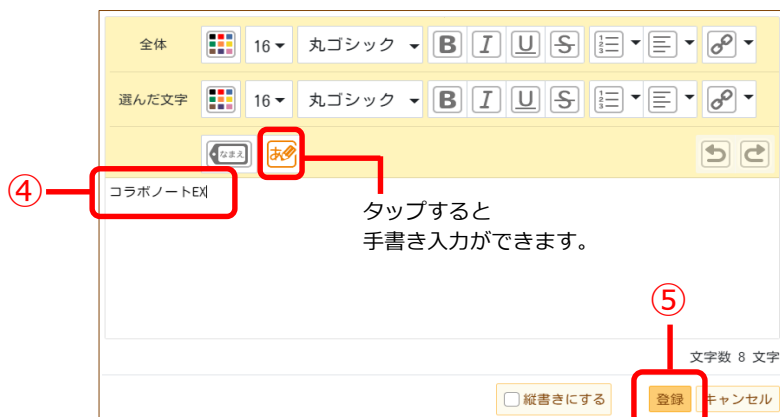 全体 16 丸ゴシック B I U S
選んだ文字 16 丸ゴシック B I U S
なまえ あ
④ コラボノートEX
タップすると
手書き入力ができます。
⑤
文字数 8 文字
縦書きにする 登録 キャンセル